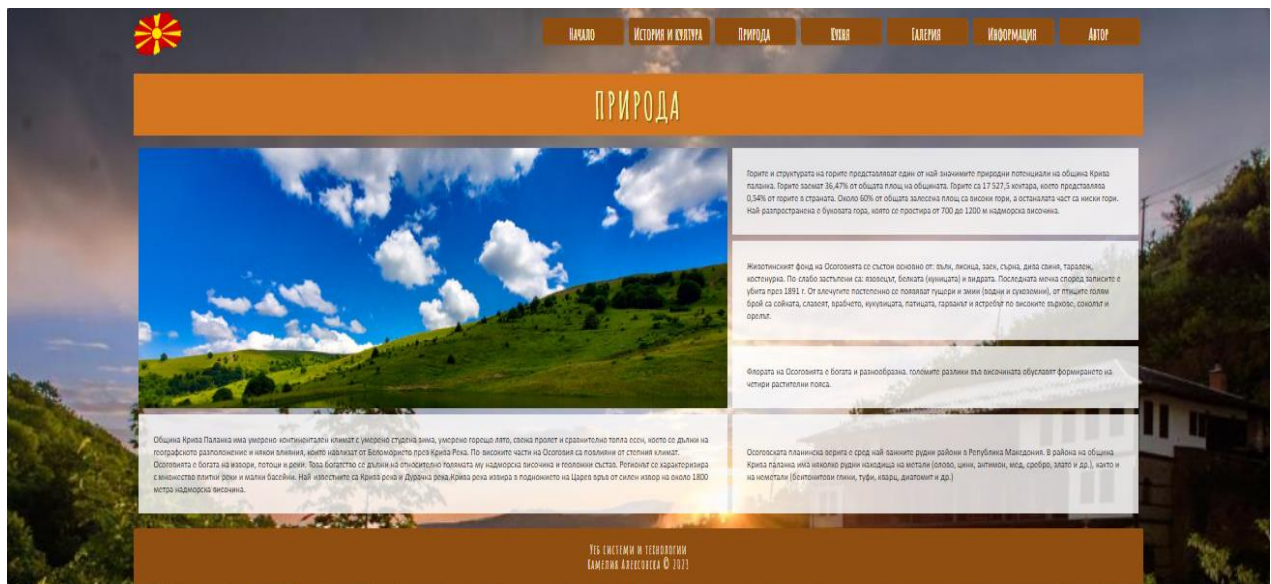 Начало
История и култура
Природа
Кухня
Галерия
Информация
Автор
ПРИРОДА
Горите и структурата на горите представляват един от най-значимите природни потенциали на община Крива
паланка. Горите заемат 36,47% от общата площ на общината. Горите са 17 527,5 хектара, което представлява
0,54% от горите в страната. Около 60% от общата залесена площ са високи гори, а останалата част са ниски гори.
Най-разпространена е буковата гора, която се простира от 700 до 1200 м надморска височина.
Животинският фонд на Осоговията се състои основно от: вълк, лисица, заек, сърна, дива свиня, таралеж,
костенурка. По-слабо застъпени са: язовецът, белката (куницата) и видрата. Последната мечка според записите е
убита през 1891 г. От влечугите постепенно се появяват гущери и змии (водни и сухоземни), от птиците голям
брой са сойката, славеят, врабчето, кукувицата, патицата, гарванът и ястребът по високите върхове, соколът и
орелът.
Флората на Осоговията е богата и разнообразна. големите разлики във височината обуславят формирането на
четири растителни пояса.
Община Крива Паланка има умерено континентален климат с умерено студена зима, умерено горещо лято, свежа пролет и сравнително топла есен, което се дължи на
географското разположение и някои влияния, които навлизат от Беломорието през Крива Река. По високите части на Осоговия са повлияни от степния климат.
Осоговията е богата на извори, потоци и реки. Това богатство се дължи на относително голямата му надморска височина и геоложки състав. Регионът се характеризира
с множество плитки реки и малки басейни. Най-известните са Крива река и Дурачка река.Крива река извира в подножието на Царев връх от силен извор на около 1800
метра надморска височина.
Осоговската планинска верига е сред най-важните рудни райони в Република Македония. В района на община
Крива паланка има няколко рудни находища на метали (олово, цинк, антимон, мед, сребро, злато и др.), както и
на неметали (бентонитови глини, туфи, кварц, диатомит и др.)
Уеб системи и технологии
Камелия Алексовска © 2023